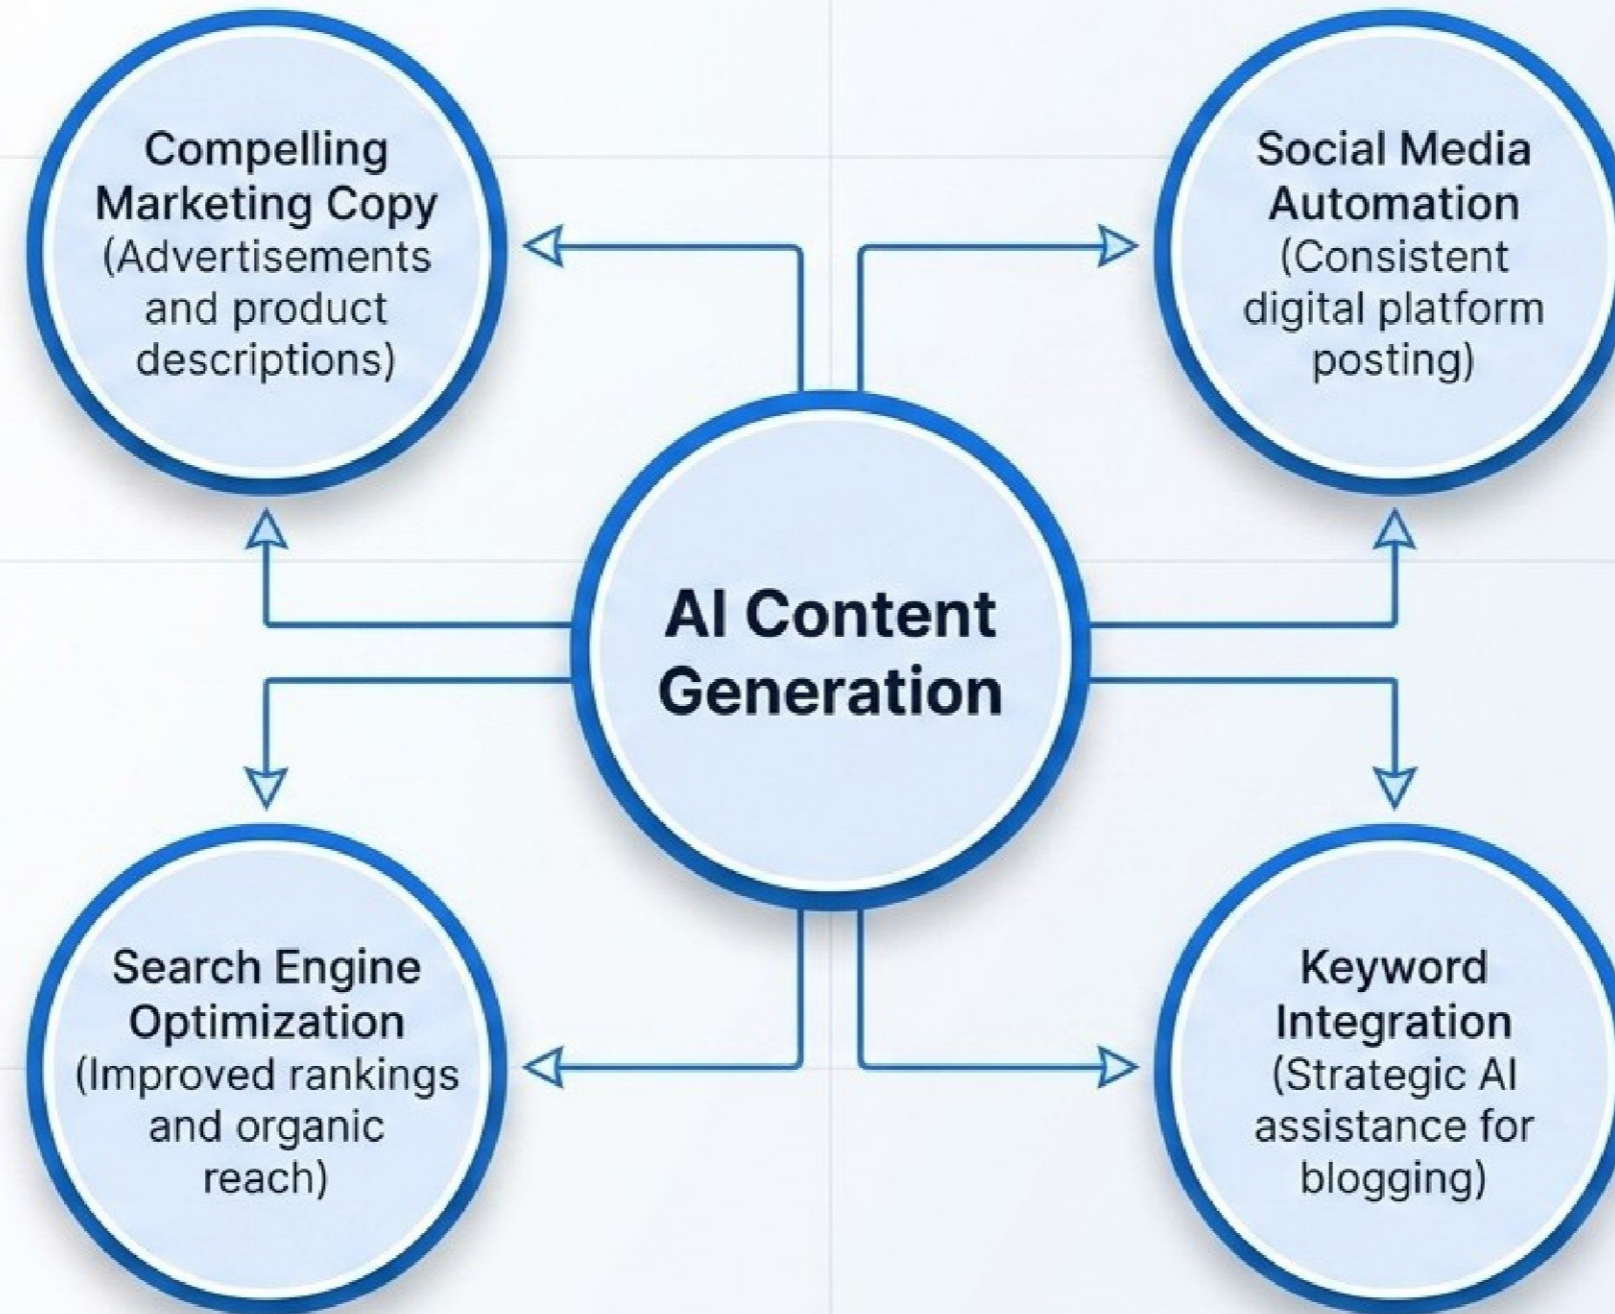 Compelling
Marketing Copy
(Advertisements
and product
descriptions)
Social Media
Automation
(Consistent
digital platform
posting)
AI Content
Generation
Search Engine
Optimization
(Improved rankings
and organic
reach)
Keyword
Integration
(Strategic AI
assistance for
blogging)